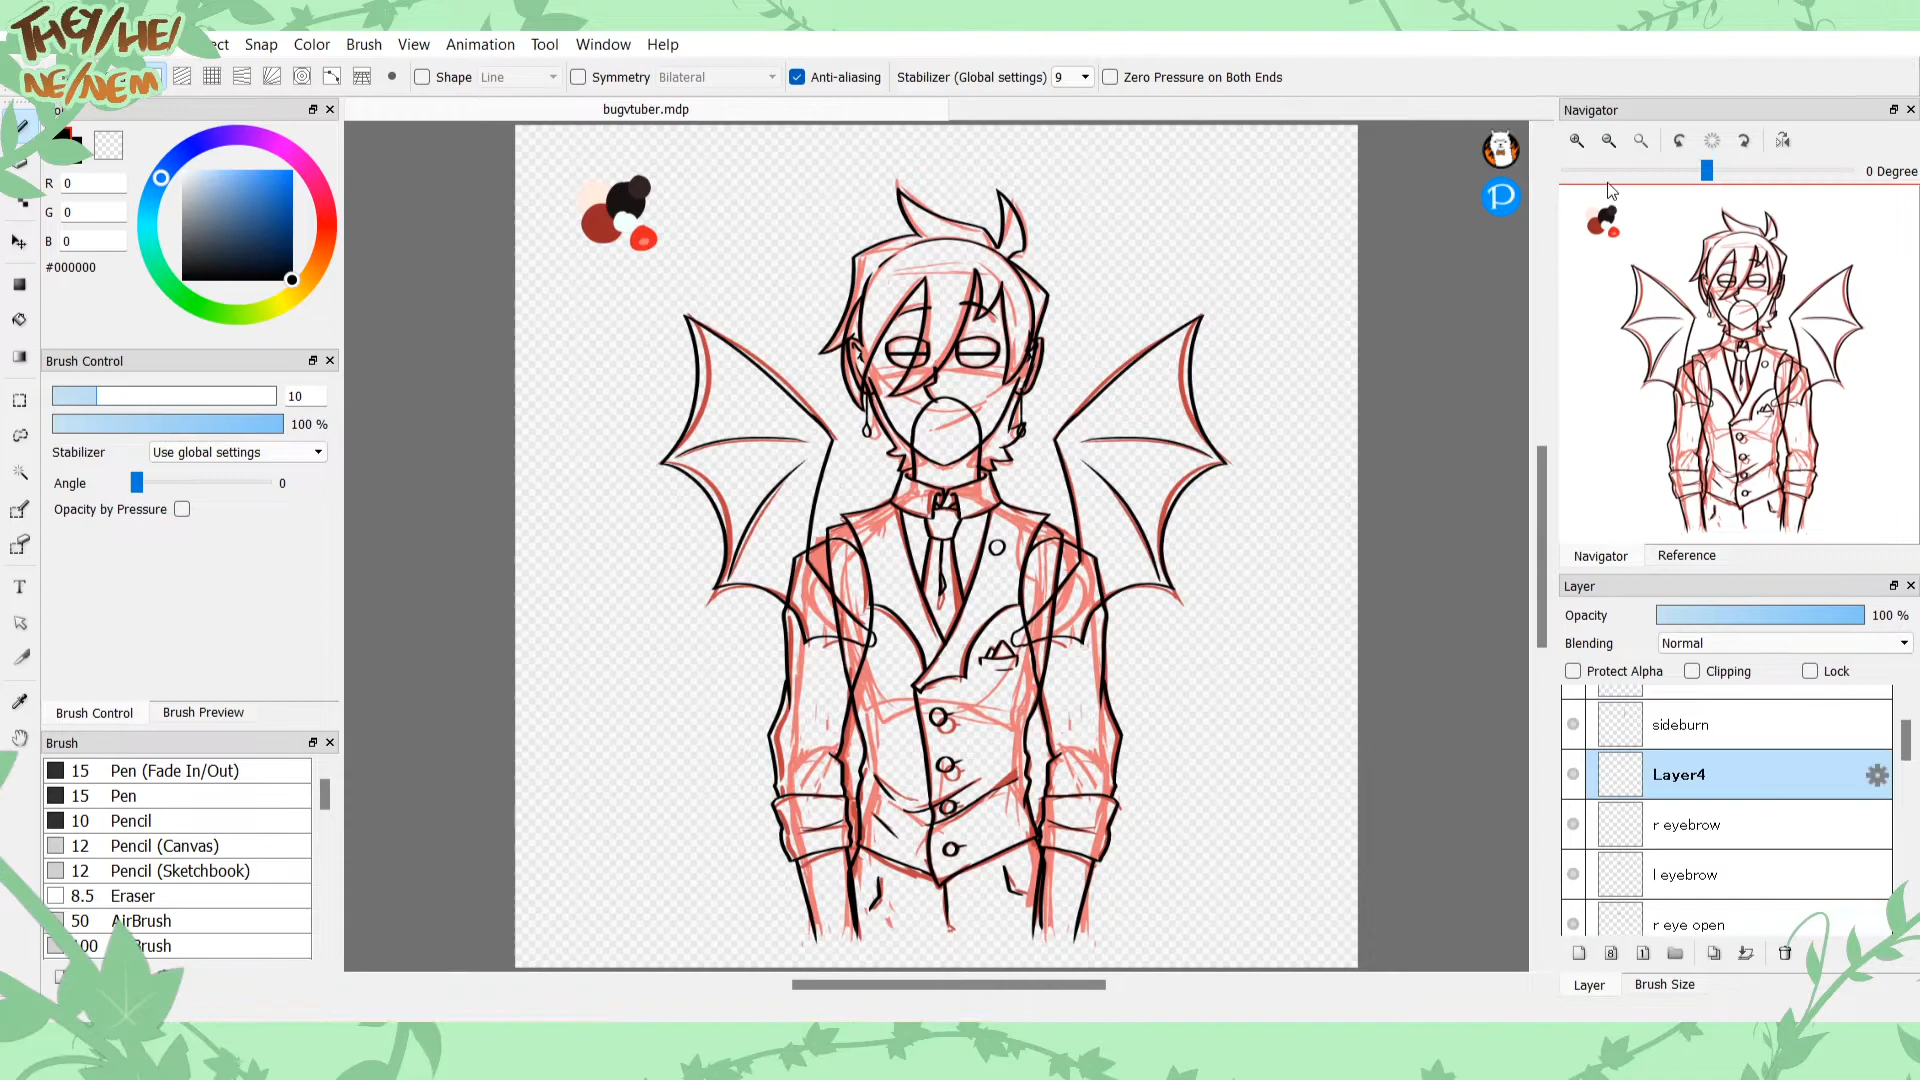 THEY/HE/
NE/NEM
ect Snap Color Brush View Animation Tool Window Help
Shape Line Symmetry Bilateral Anti-aliasing Stabilizer (Global settings) 9 Zero Pressure on Both Ends
bugvtuber.mdp
R 0
G 0
B 0
#000000
Brush Control
10
100 %
Stabilizer Use global settings
Angle 0
Opacity by Pressure
Brush Control Brush Preview
Brush
15 Pen (Fade In/Out)
15 Pen
10 Pencil
12 Pencil (Canvas)
12 Pencil (Sketchbook)
8.5 Eraser
50 AirBrush
100 Brush
Navigator
0 Degree
Navigator Reference
Layer
Opacity 100 %
Blending Normal
Protect Alpha Clipping Lock
sideburn
Layer4
r eyebrow
l eyebrow
r eye open
Layer Brush Size